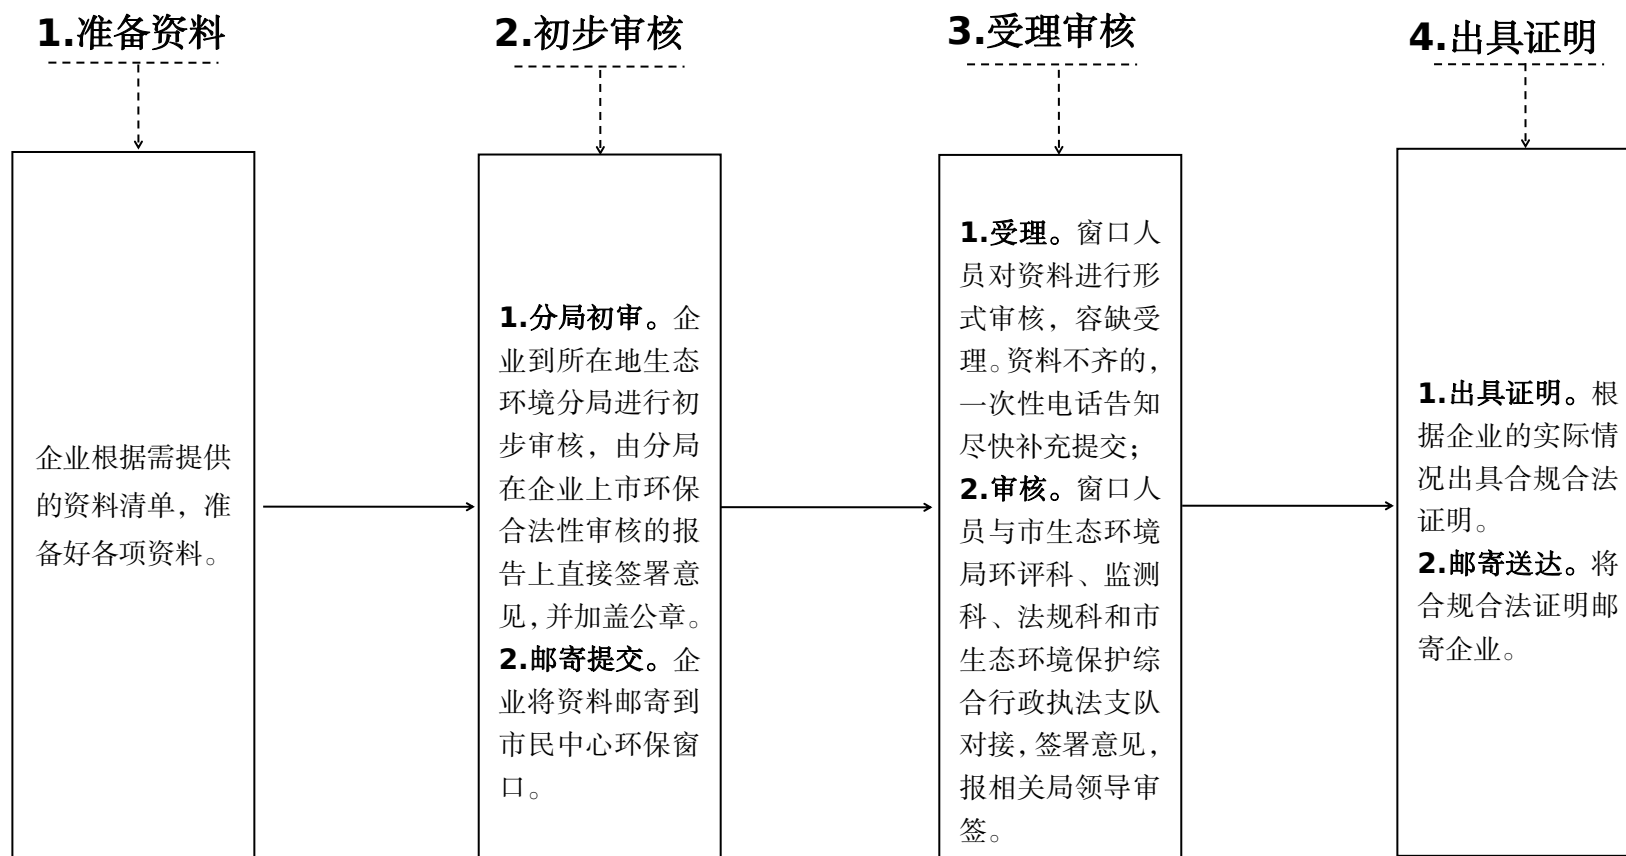 1.准备资料
2.初步审核
3.受理审核
4.出具证明
企业根据需提供
的资料清单，准
备好各项资料。
1.分局初审。企
业到所在地生态
环境分局进行初
步审核，由分局
在企业上市环保
合法性审核的报
告上直接签署意
见，并加盖公章。
2.邮寄提交。企
业将资料邮寄到
市民中心环保窗
口。
1.受理。窗口人
员对资料进行形
式审核，容缺受
理。资料不齐的，
一次性电话告知
尽快补充提交；
2.审核。窗口人
员与市生态环境
局环评科、监测
科、法规科和市
生态环境保护综
合行政执法支队
对接，签署意见，
报相关局领导审
签。
1.出具证明。根
据企业的实际情
况出具合规合法
证明。
2.邮寄送达。将
合规合法证明邮
寄企业。